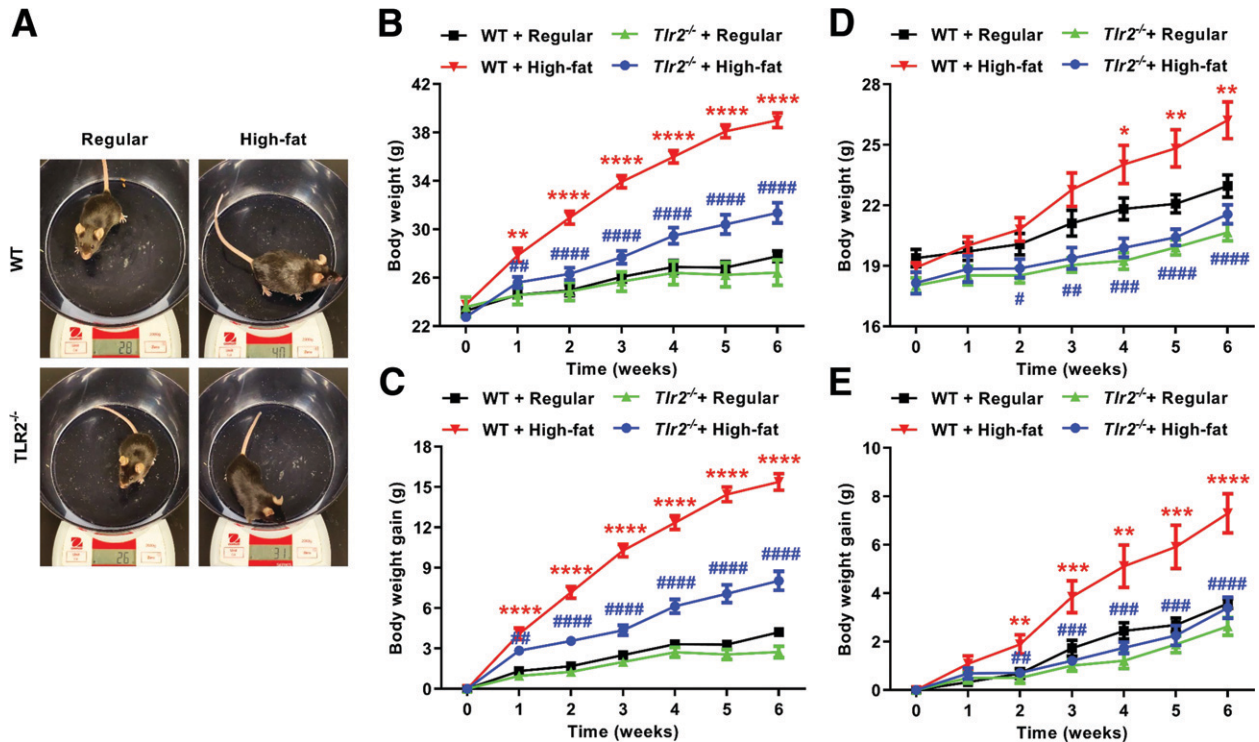 A
Regular
High-fat
WT
TLR2-/-
OHAUS
28
OHAUS
40
OHAUS
26
OHAUS
31
B
WT + Regular
Tlr2-/- + Regular
WT + High-fat
Tlr2-/- + High-fat
Body weight (g)
42
38
34
30
26
22
**
****
****
****
****
****
##
####
####
####
####
####
0 1 2 3 4 5 6
Time (weeks)
C
WT + Regular
Tlr2-/- + Regular
WT + High-fat
Tlr2-/- + High-fat
Body weight gain (g)
18
15
12
9
6
3
0
****
****
****
****
****
****
##
####
####
####
####
####
0 1 2 3 4 5 6
Time (weeks)
D
WT + Regular
Tlr2-/- + Regular
WT + High-fat
Tlr2-/- + High-fat
Body weight (g)
28
25
22
19
16
*
**
**
#
##
###
####
####
0 1 2 3 4 5 6
Time (weeks)
E
WT + Regular
Tlr2-/- + Regular
WT + High-fat
Tlr2-/- + High-fat
Body weight gain (g)
10
8
6
4
2
0
**
***
**
***
****
##
###
###
###
####
0 1 2 3 4 5 6
Time (weeks)